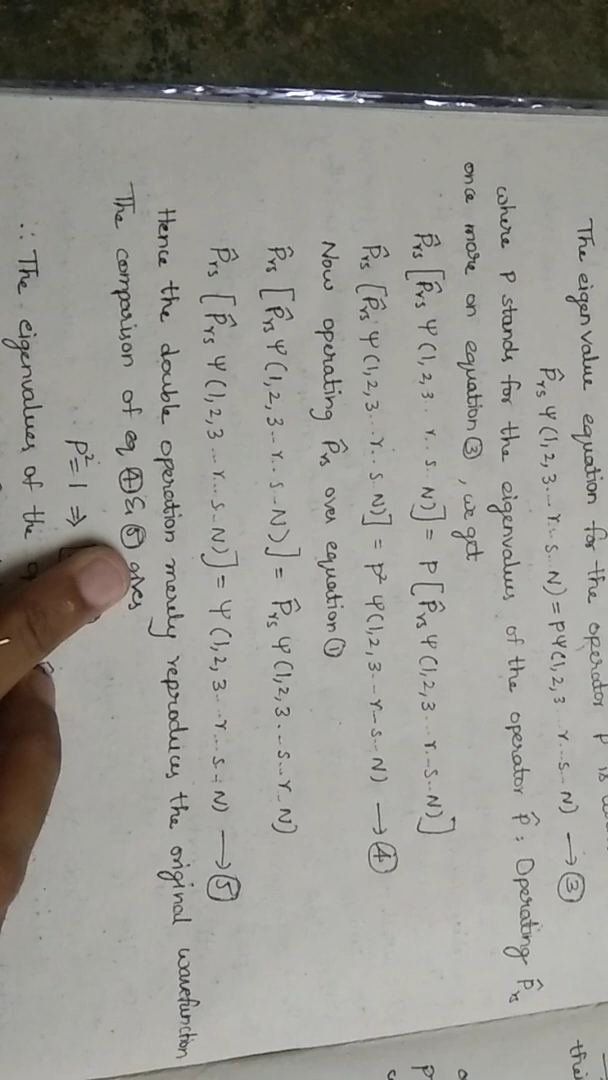 The eigenvalue equation for the operator P̂ is
P̂rs Ψ(1,2,3... r...s...N) = PΨ(1,2,3 r...s...N) → ③
where P stands for the eigenvalues of the operator P̂ : Operating P̂rs
once more on equation ③, we get
P̂rs [P̂rs Ψ(1,2,3.. r.. s.. N)] = P [P̂rs Ψ(1,2,3... r..s..N)]
P̂rs [P̂rs Ψ(1,2,3... r... s. N)] = P² Ψ(1,2,3...r...s...N) → ④
Now operating P̂rs over equation ①
P̂rs [P̂rs Ψ(1,2,3...r...s...N)] = P̂rs Ψ(1,2,3...s...r...N)
P̂rs [P̂rs Ψ(1,2,3...r...s...N)] = Ψ(1,2,3...r...s...N) → ⑤
Hence the double operation merely reproduces the original wavefunction
The comparison of eq ④ & ⑤ gives
P² = 1 ⇒
∴ The eigenvalues of the